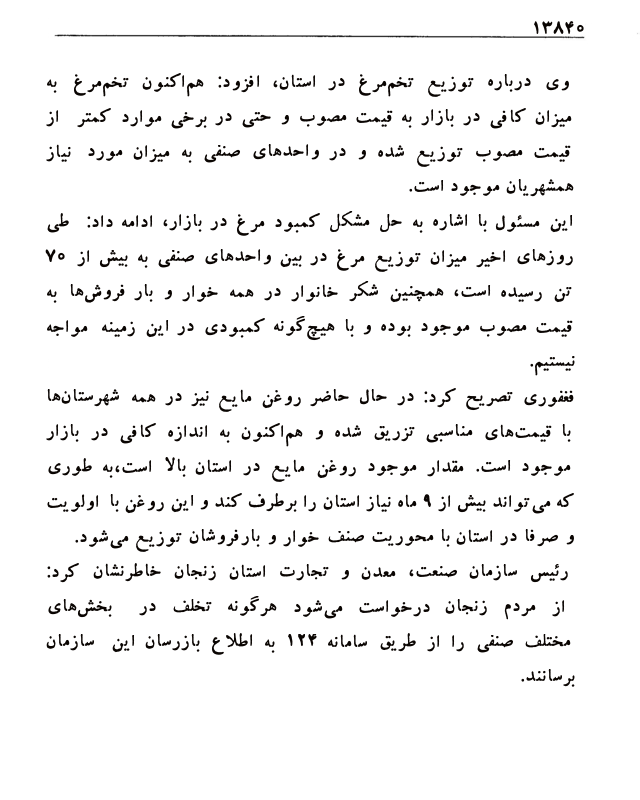 ۱۳۸۴۰
وی درباره توزیع تخم‌مرغ در استان، افزود: هم‌اکنون تخم‌مرغ به
میزان کافی در بازار به قیمت مصوب و حتی در برخی موارد کمتر از
قیمت مصوب توزیع شده و در واحدهای صنفی به میزان مورد نیاز
همشهریان موجود است.
این مسئول با اشاره به حل مشکل کمبود مرغ در بازار، ادامه داد: طی
روزهای اخیر میزان توزیع مرغ در بین واحدهای صنفی به بیش از ۷۰
تن رسیده است، همچنین شکر خانوار در همه خوار و بار فروش‌ها به
قیمت مصوب موجود بوده و با هیچ‌گونه کمبودی در این زمینه مواجه
نیستیم.
فغفوری تصریح کرد: در حال حاضر روغن مایع نیز در همه شهرستان‌ها
با قیمت‌های مناسبی تزریق شده و هم‌اکنون به اندازه کافی در بازار
موجود است. مقدار موجود روغن مایع در استان بالا است،به طوری
که می‌تواند بیش از ۹ ماه نیاز استان را برطرف کند و این روغن با اولویت
و صرفا در استان با محوریت صنف خوار و بارفروشان توزیع می‌شود.
رئیس سازمان صنعت، معدن و تجارت استان زنجان خاطرنشان کرد:
از مردم زنجان درخواست می‌شود هرگونه تخلف در بخش‌های
مختلف صنفی را از طریق سامانه ۱۲۴ به اطلاع بازرسان این سازمان
برسانند.